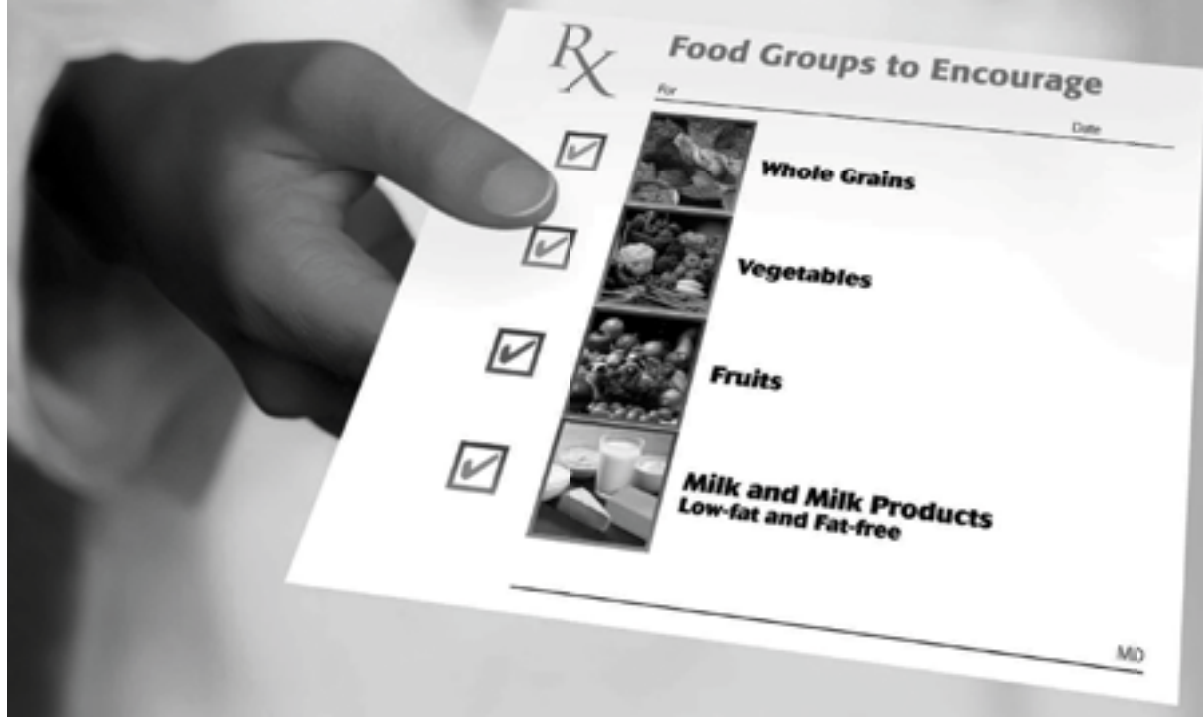 Rx
Food Groups to Encourage
For
Date
Whole Grains
Vegetables
Fruits
Milk and Milk Products
Low-fat and Fat-free
MD